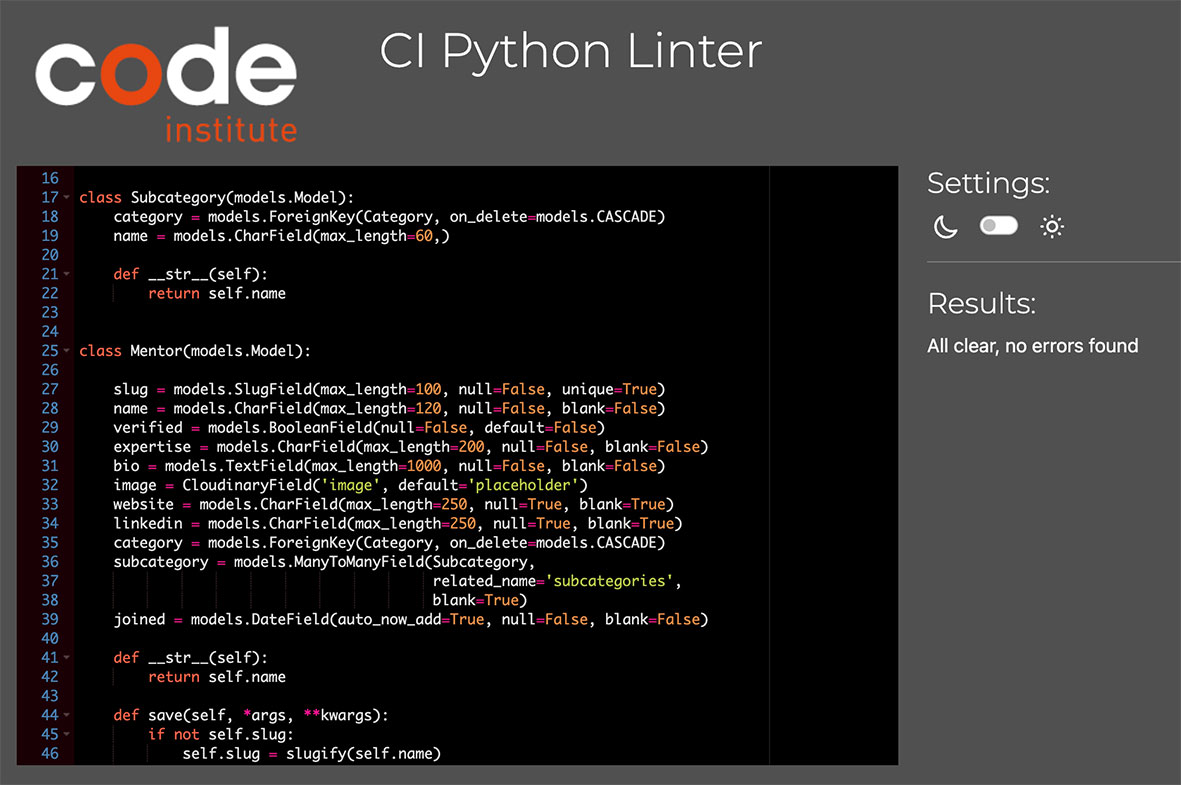 code
institute
CI Python Linter
16
17 class Subcategory(models.Model):
18     category = models.ForeignKey(Category, on_delete=models.CASCADE)
19     name = models.CharField(max_length=60,)
20
21     def __str__(self):
22         return self.name
23
24
25 class Mentor(models.Model):
26
27     slug = models.SlugField(max_length=100, null=False, unique=True)
28     name = models.CharField(max_length=120, null=False, blank=False)
29     verified = models.BooleanField(null=False, default=False)
30     expertise = models.CharField(max_length=200, null=False, blank=False)
31     bio = models.TextField(max_length=1000, null=False, blank=False)
32     image = CloudinaryField('image', default='placeholder')
33     website = models.CharField(max_length=250, null=True, blank=True)
34     linkedin = models.CharField(max_length=250, null=True, blank=True)
35     category = models.ForeignKey(Category, on_delete=models.CASCADE)
36     subcategory = models.ManyToManyField(Subcategory,
37                                          related_name='subcategories',
38                                          blank=True)
39     joined = models.DateField(auto_now_add=True, null=False, blank=False)
40
41     def __str__(self):
42         return self.name
43
44     def save(self, *args, **kwargs):
45         if not self.slug:
46             self.slug = slugify(self.name)
Settings:
Results:
All clear, no errors found